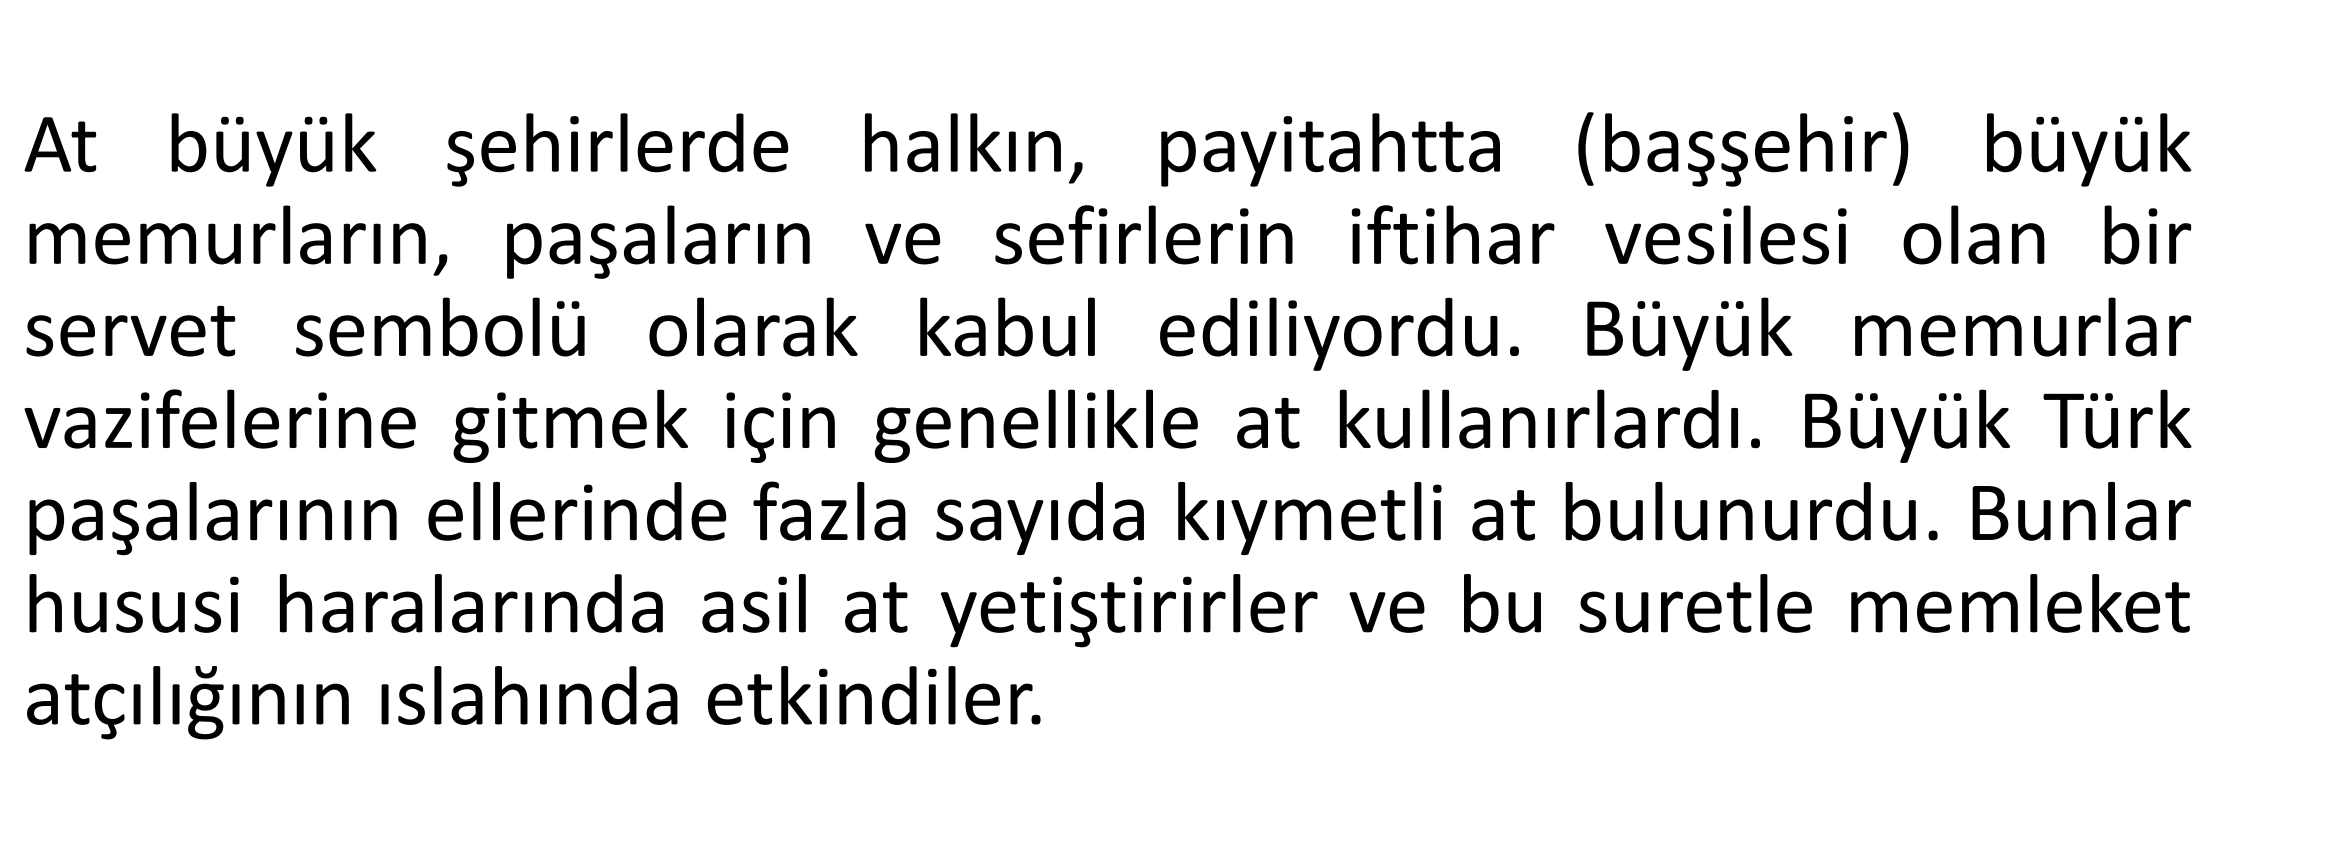 At büyük şehirlerde halkın, payitahtta (başşehir) büyük
memurların, paşaların ve sefirlerin iftihar vesilesi olan bir
servet sembolü olarak kabul ediliyordu. Büyük memurlar
vazifelerine gitmek için genellikle at kullanırlardı. Büyük Türk
paşalarının ellerinde fazla sayıda kıymetli at bulunurdu. Bunlar
hususi haralarında asil at yetiştirirler ve bu suretle memleket
atçılığının ıslahında etkindiler.